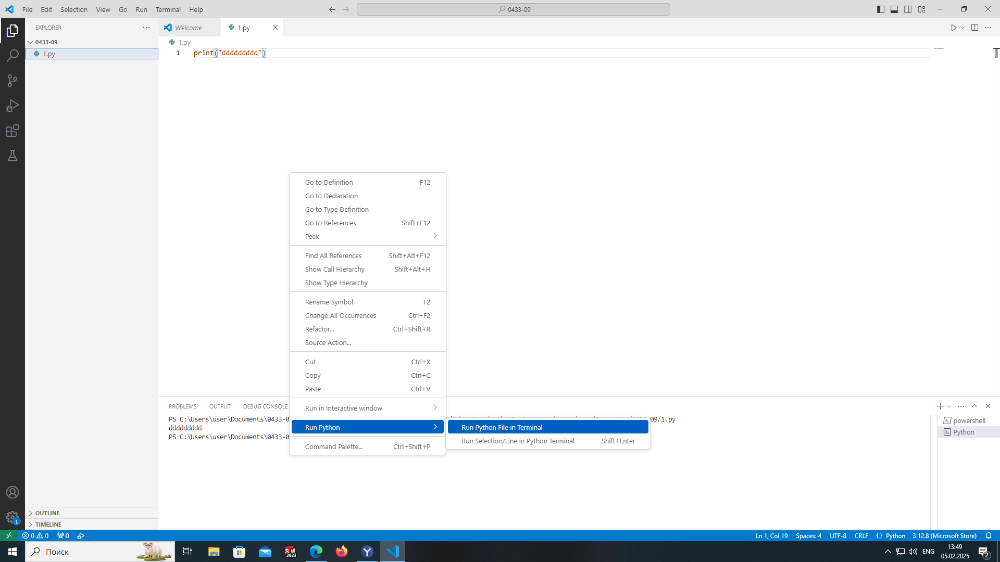 File Edit Selection View Go Run Terminal Help 0433-09
EXPLORER
Welcome 1.py
0433-09
1.py
1.py
1 print("ddddddddd")
Go to Definition F12
Go to Declaration
Go to Type Definition
Go to References Shift+F12
Peek
Find All References Shift+Alt+F12
Show Call Hierarchy Shift+Alt+H
Show Type Hierarchy
Rename Symbol F2
Change All Occurrences Ctrl+F2
Refactor... Ctrl+Shift+R
Source Action...
Cut Ctrl+X
Copy Ctrl+C
Paste Ctrl+V
Run in Interactive window
Run Python
Command Palette... Ctrl+Shift+P
Run Python File in Terminal
Run Selection/Line in Python Terminal Shift+Enter
PROBLEMS OUTPUT DEBUG CONSOLE
PS C:\Users\user\Documents\0433-0 09/1.py
ddddddddd
PS C:\Users\user\Documents\0433-0
powershell
Python
OUTLINE
TIMELINE
1
0 0 0 Ln 1, Col 19 Spaces: 4 UTF-8 CRLF {} Python 3.12.8 (Microsoft Store)
Поиск SW 2023 ENG 13:49
05.02.2025 2